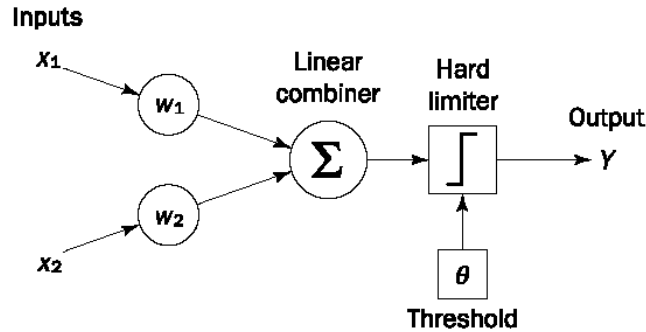 Inputs
x1
w1
Linear
combiner
Σ
Hard
limiter
Output
Y
w2
x2
θ
Threshold